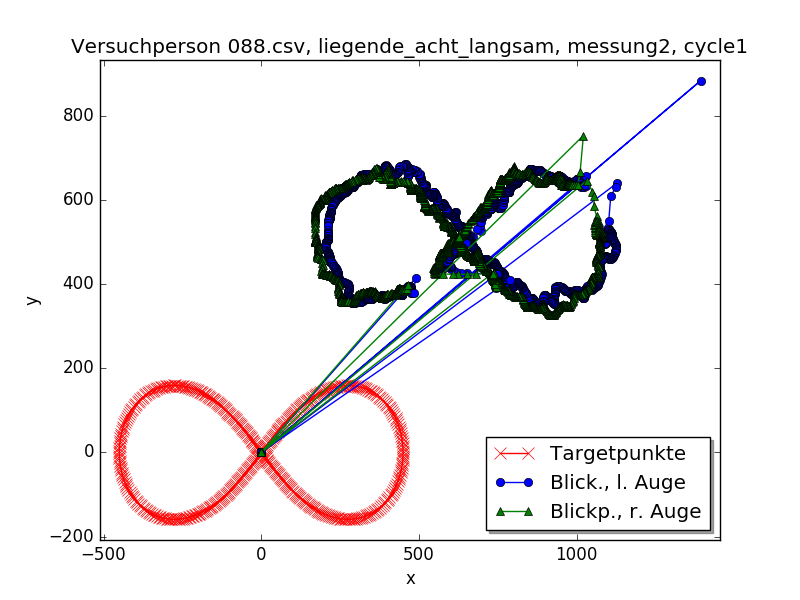 Versuchperson 088.csv, liegende_acht_langsam, messung2, cycle1
800
600
400
200
0
−200
y
−500
0
500
1000
x
Targetpunkte
Blick., l. Auge
Blickp., r. Auge